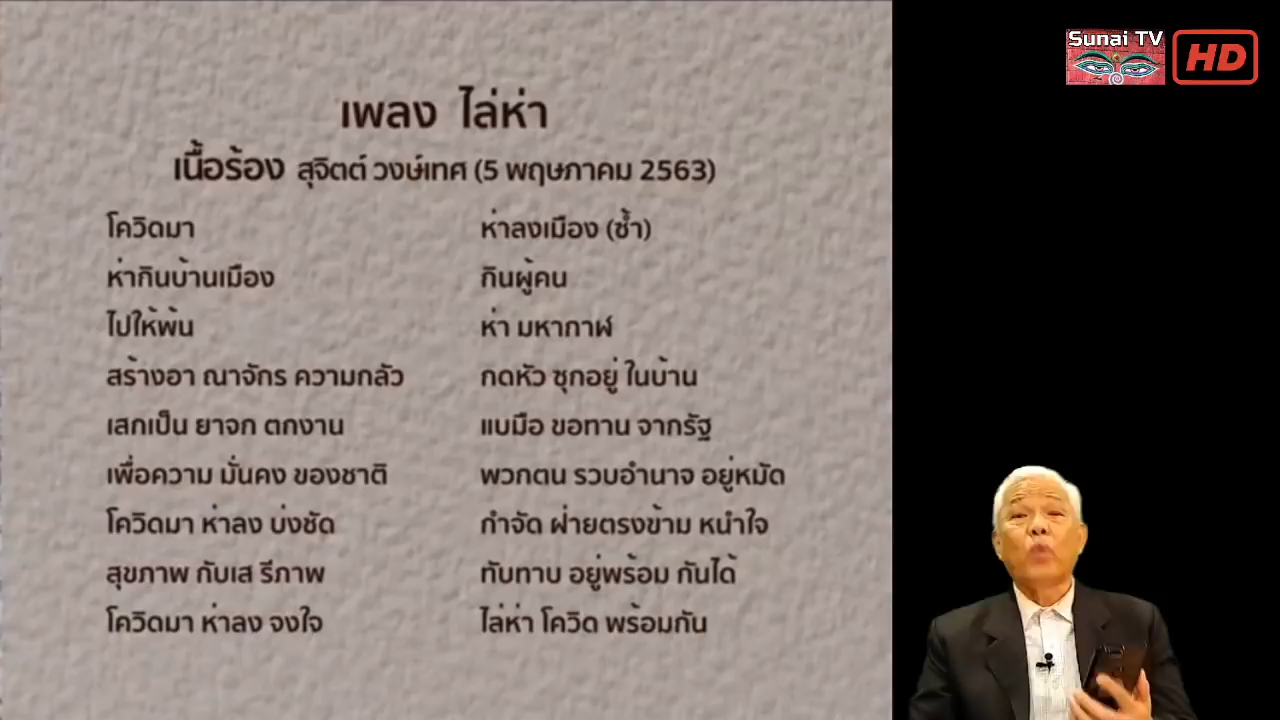 Sunai TV HD
เพลง ไล่ห่า
เนื้อร้อง สุจิตต์ วงษ์เทศ (5 พฤษภาคม 2563)
โควิดมา ห่าลงเมือง (ซ้ำ)
ห่ากินบ้านเมือง กินผู้คน
ไปให้พ้น ห่า มหากาฬ
สร้างอา ณาจักร ความกลัว กดหัว ซุกอยู่ ในบ้าน
เสกเป็น ยาจก ตกงาน แบมือ ขอทาน จากรัฐ
เพื่อความ มั่นคง ของชาติ พวกตน รวบอำนาจ อยู่หมัด
โควิดมา ห่าลง บ่งชัด กำจัด ฝ่ายตรงข้าม หนำใจ
สุขภาพ กับเส รีภาพ ทับทาบ อยู่พร้อม กันได้
โควิดมา ห่าลง จงใจ ไล่ห่า โควิด พร้อมกัน